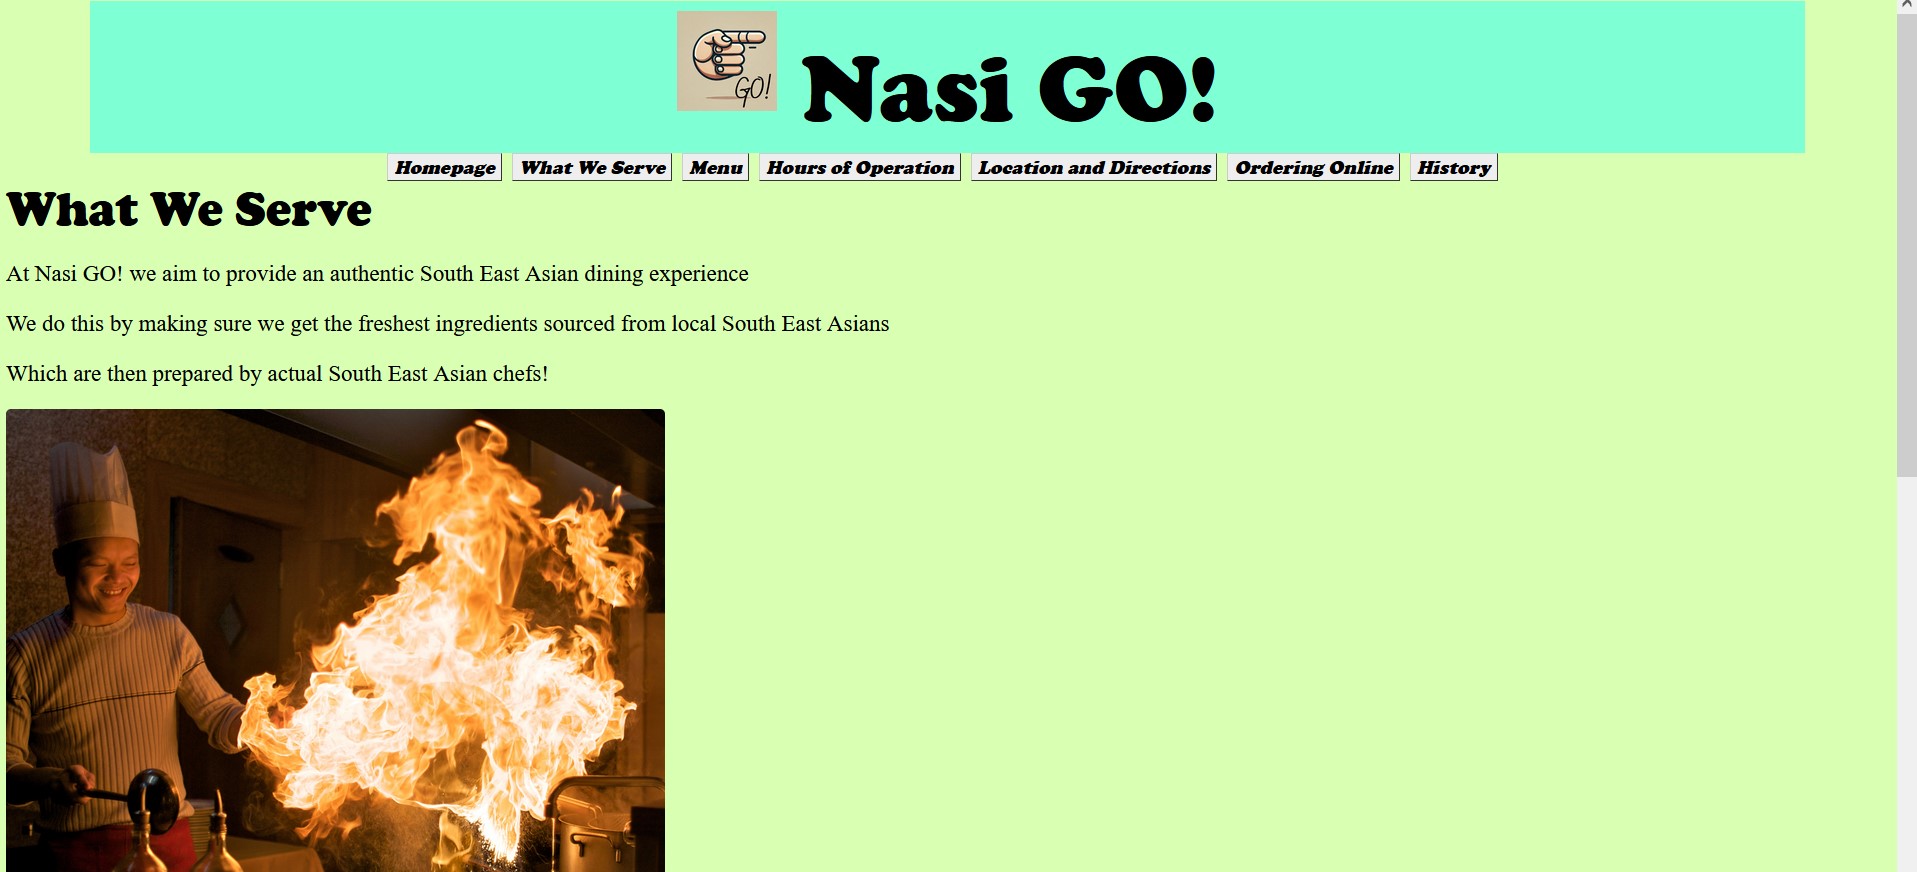 GO!
Nasi GO!
Homepage What We Serve Menu Hours of Operation Location and Directions Ordering Online History
What We Serve
At Nasi GO! we aim to provide an authentic South East Asian dining experience
We do this by making sure we get the freshest ingredients sourced from local South East Asians
Which are then prepared by actual South East Asian chefs!